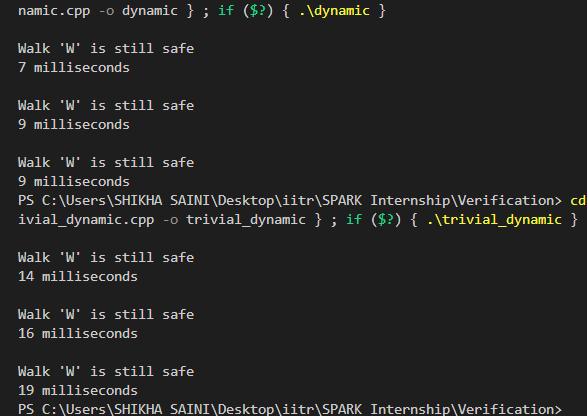 namic.cpp -o dynamic } ; if ($?) { .\dynamic }
Walk 'W' is still safe
7 milliseconds
Walk 'W' is still safe
9 milliseconds
Walk 'W' is still safe
9 milliseconds
PS C:\Users\SHIKHA SAINI\Desktop\iitr\SPARK Internship\Verification> cd
ivial_dynamic.cpp -o trivial_dynamic } ; if ($?) { .\trivial_dynamic }
Walk 'W' is still safe
14 milliseconds
Walk 'W' is still safe
16 milliseconds
Walk 'W' is still safe
19 milliseconds
PS C:\Users\SHIKHA SAINI\Desktop\iitr\SPARK Internship\Verification>